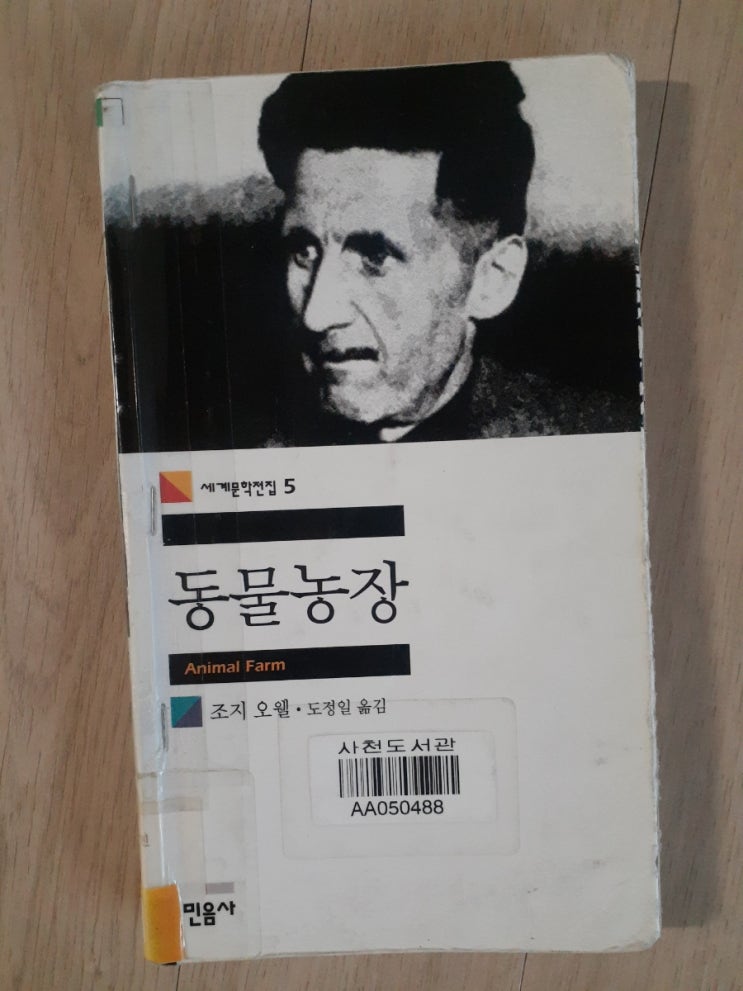 세계문학전집 5
동물농장
Animal Farm
조지 오웰・도정일 옮김
사천도서관
AA050488
민음사